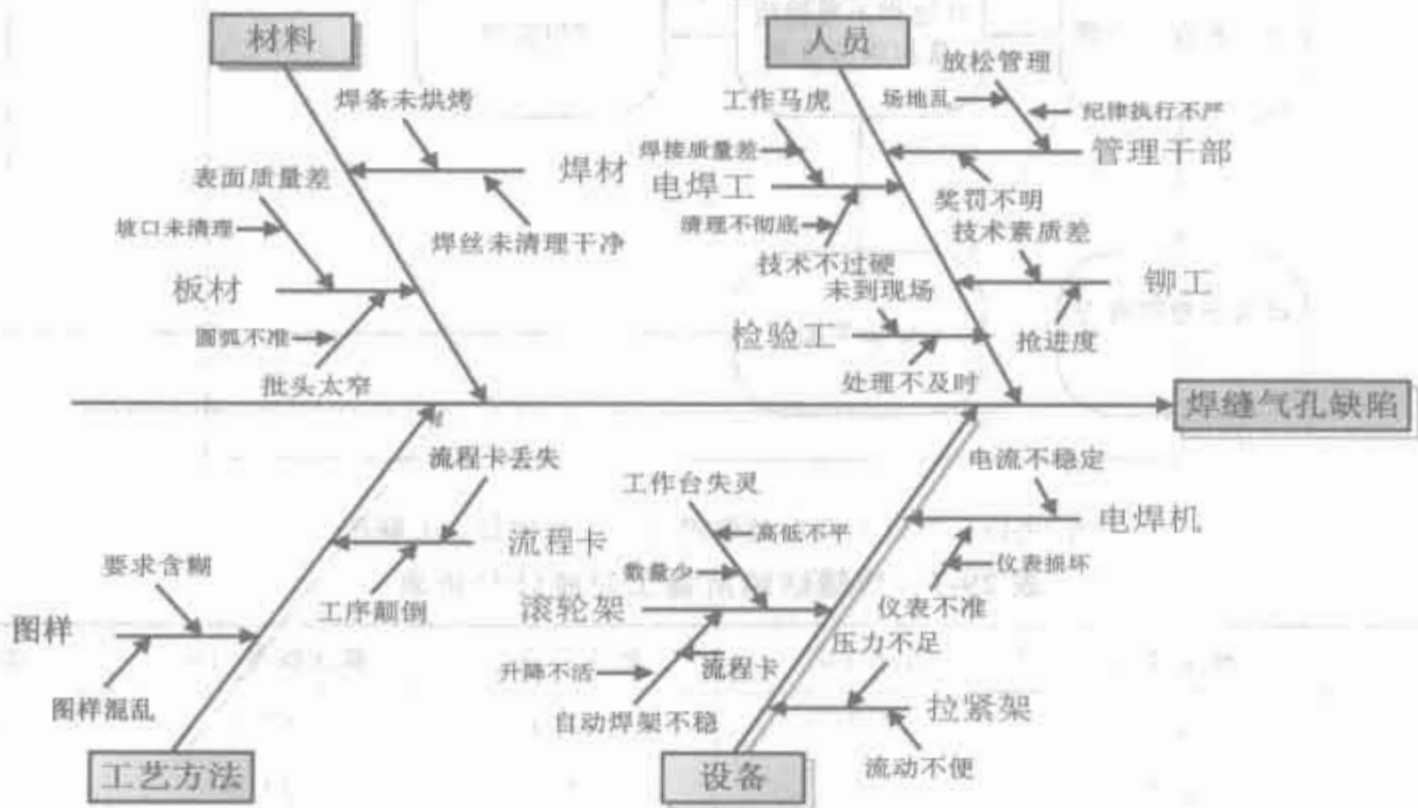 材料
人员
放松管理
焊条未烘烤
工作马虎
场地乱
纪律执行不严
焊接质量差
管理干部
表面质量差
焊材
电焊工
坡口未清理
焊丝未清理干净
清理不彻底
奖罚不明
技术不过硬
技术素质差
板材
未到现场
铆工
圆弧不准
检验工
抢进度
批头太窄
处理不及时
焊缝气孔缺陷
流程卡丢失
电流不稳定
工作台失灵
高低不平
电焊机
流程卡
要求含糊
数量少
仪表损坏
工序颠倒
滚轮架
仪表不准
图样
压力不足
升降不活
流程卡
图样混乱
自动焊架不稳
拉紧架
工艺方法
设备
流动不便